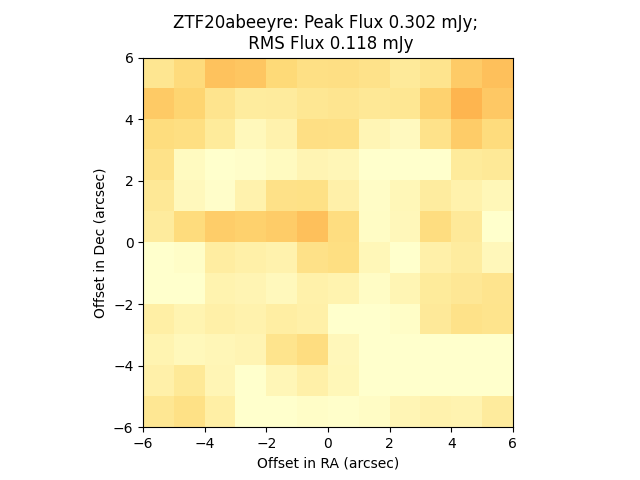 ZTF20abeeyre: Peak Flux 0.302 mJy;
RMS Flux 0.118 mJy
6
4
2
0
−2
−4
−6
Offset in Dec (arcsec)
−6 −4 −2 0 2 4 6
Offset in RA (arcsec)